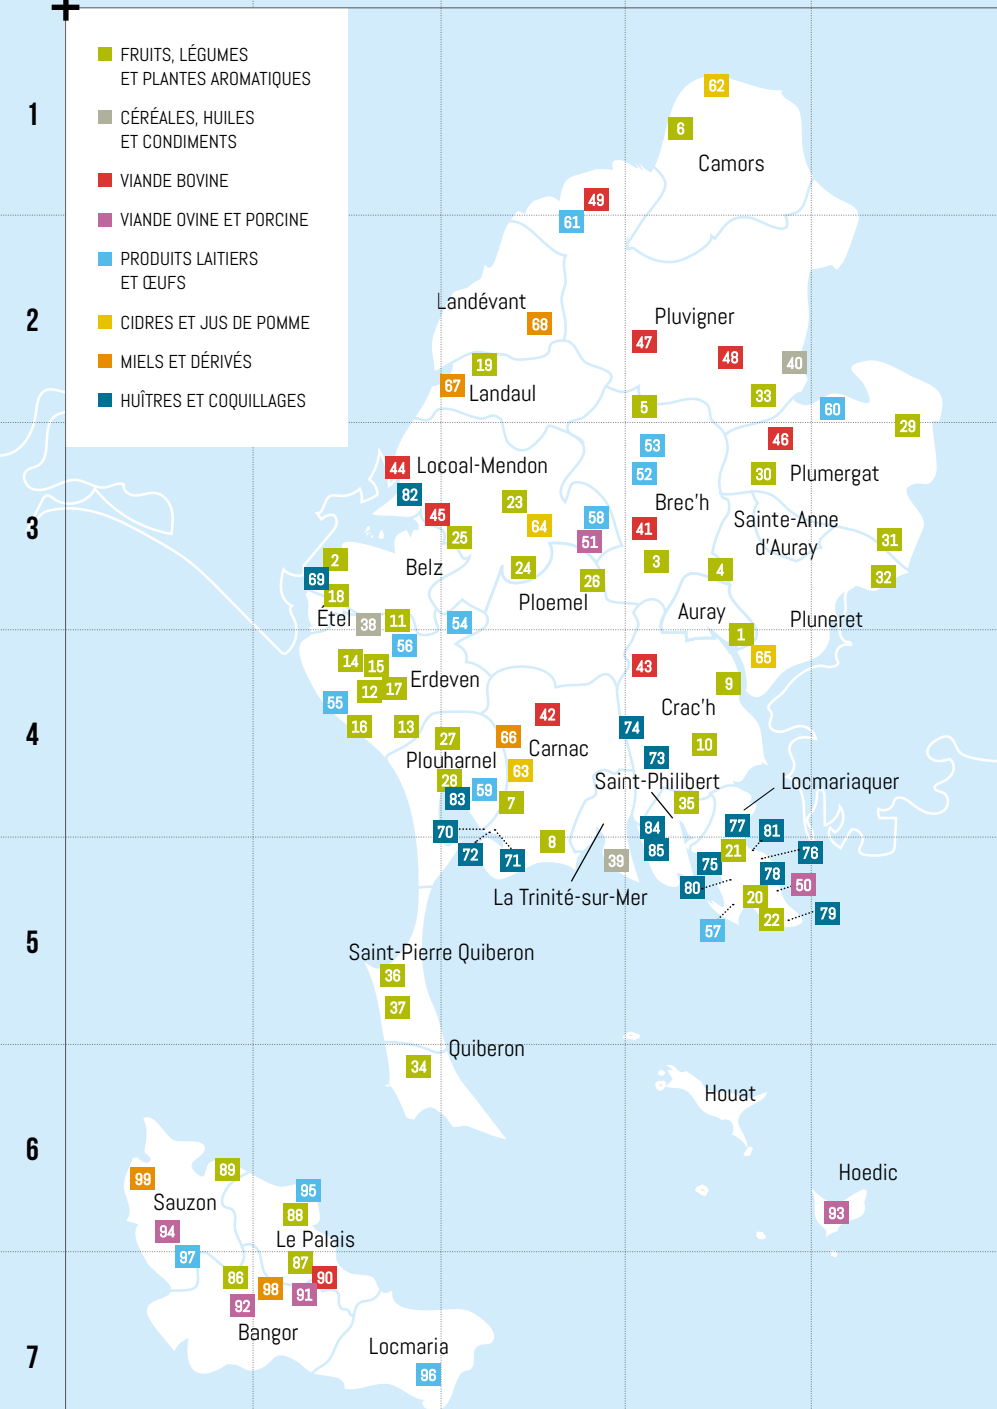 FRUITS, LÉGUMES
ET PLANTES AROMATIQUES
CÉRÉALES, HUILES
ET CONDIMENTS
VIANDE BOVINE
VIANDE OVINE ET PORCINE
PRODUITS LAITIERS
ET ŒUFS
CIDRES ET JUS DE POMME
MIELS ET DÉRIVÉS
HUÎTRES ET COQUILLAGES
62
1
6
Camors
49
61
Landévant
2
68
Pluvigner
47
48
40
19
67
Landaul
33
5
60
29
46
53
44
Locoal-Mendon
52
30
Plumergat
82
23
Brec'h
45
58
Sainte-Anne
d'Auray
3
64
41
25
51
31
2
Belz
3
24
4
69
26
32
18
Ploemel
Étel
38
11
54
Auray
Pluneret
1
56
65
14
15
43
Erdeven
12
17
9
55
Crac'h
42
16
13
74
4
27
66
Carnac
10
Plouharnel
73
63
28
Saint-Philibert
Locmariaquer
59
83
7
35
70
84
77
81
8
72
71
39
85
75
21
76
78
80
50
La Trinité-sur-Mer
20
22
79
57
5
Saint-Pierre Quiberon
36
37
Quiberon
34
Houat
6
89
99
Hoedic
95
Sauzon
88
93
94
Le Palais
97
87
86
90
98
91
92
Bangor
Locmaria
7
96